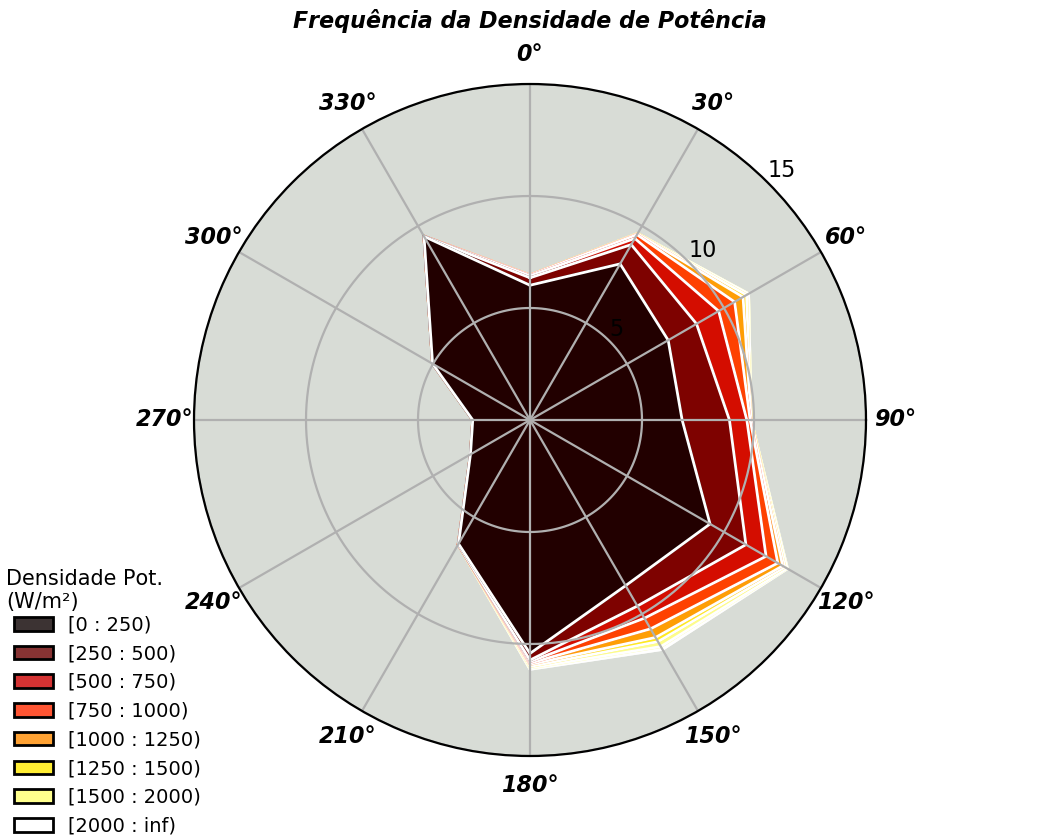 Frequência da Densidade de Potência
0°
330°
30°
15
300°
60°
10
5
270°
90°
Densidade Pot.
(W/m²)
240°
120°
[0 : 250)
[250 : 500)
[500 : 750)
[750 : 1000)
210°
150°
[1000 : 1250)
[1250 : 1500)
180°
[1500 : 2000)
[2000 : inf)